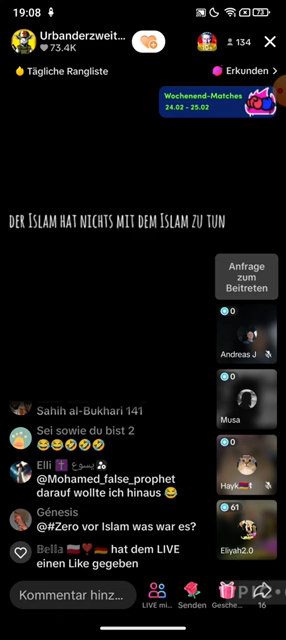 19:08
73
Urbanderzweit...
73.4K
134
Tägliche Rangliste
Erkunden >
Wochenend-Matches
24.02 - 25.02
der Islam hat nichts mit dem Islam zu tun
Anfrage
zum
Beitreten
0
Andreas J
0
Musa
0
Hayk🇦🇲✝
61
Eliyah2.0
Sahih al-Bukhari 141
Sei sowie du bist 2
😂😂🤣🤣🤣
Elli ✝️ يسوع
@Mohamed_false_prophet
darauf wollte ich hinaus 😂
Génesis
@#Zero vor Islam was war es?
Bella 🇵🇱❣️🇩🇪 hat dem LIVE
einen Like gegeben
Kommentar hinz...
LIVE mi...
Senden
Gesche...
16